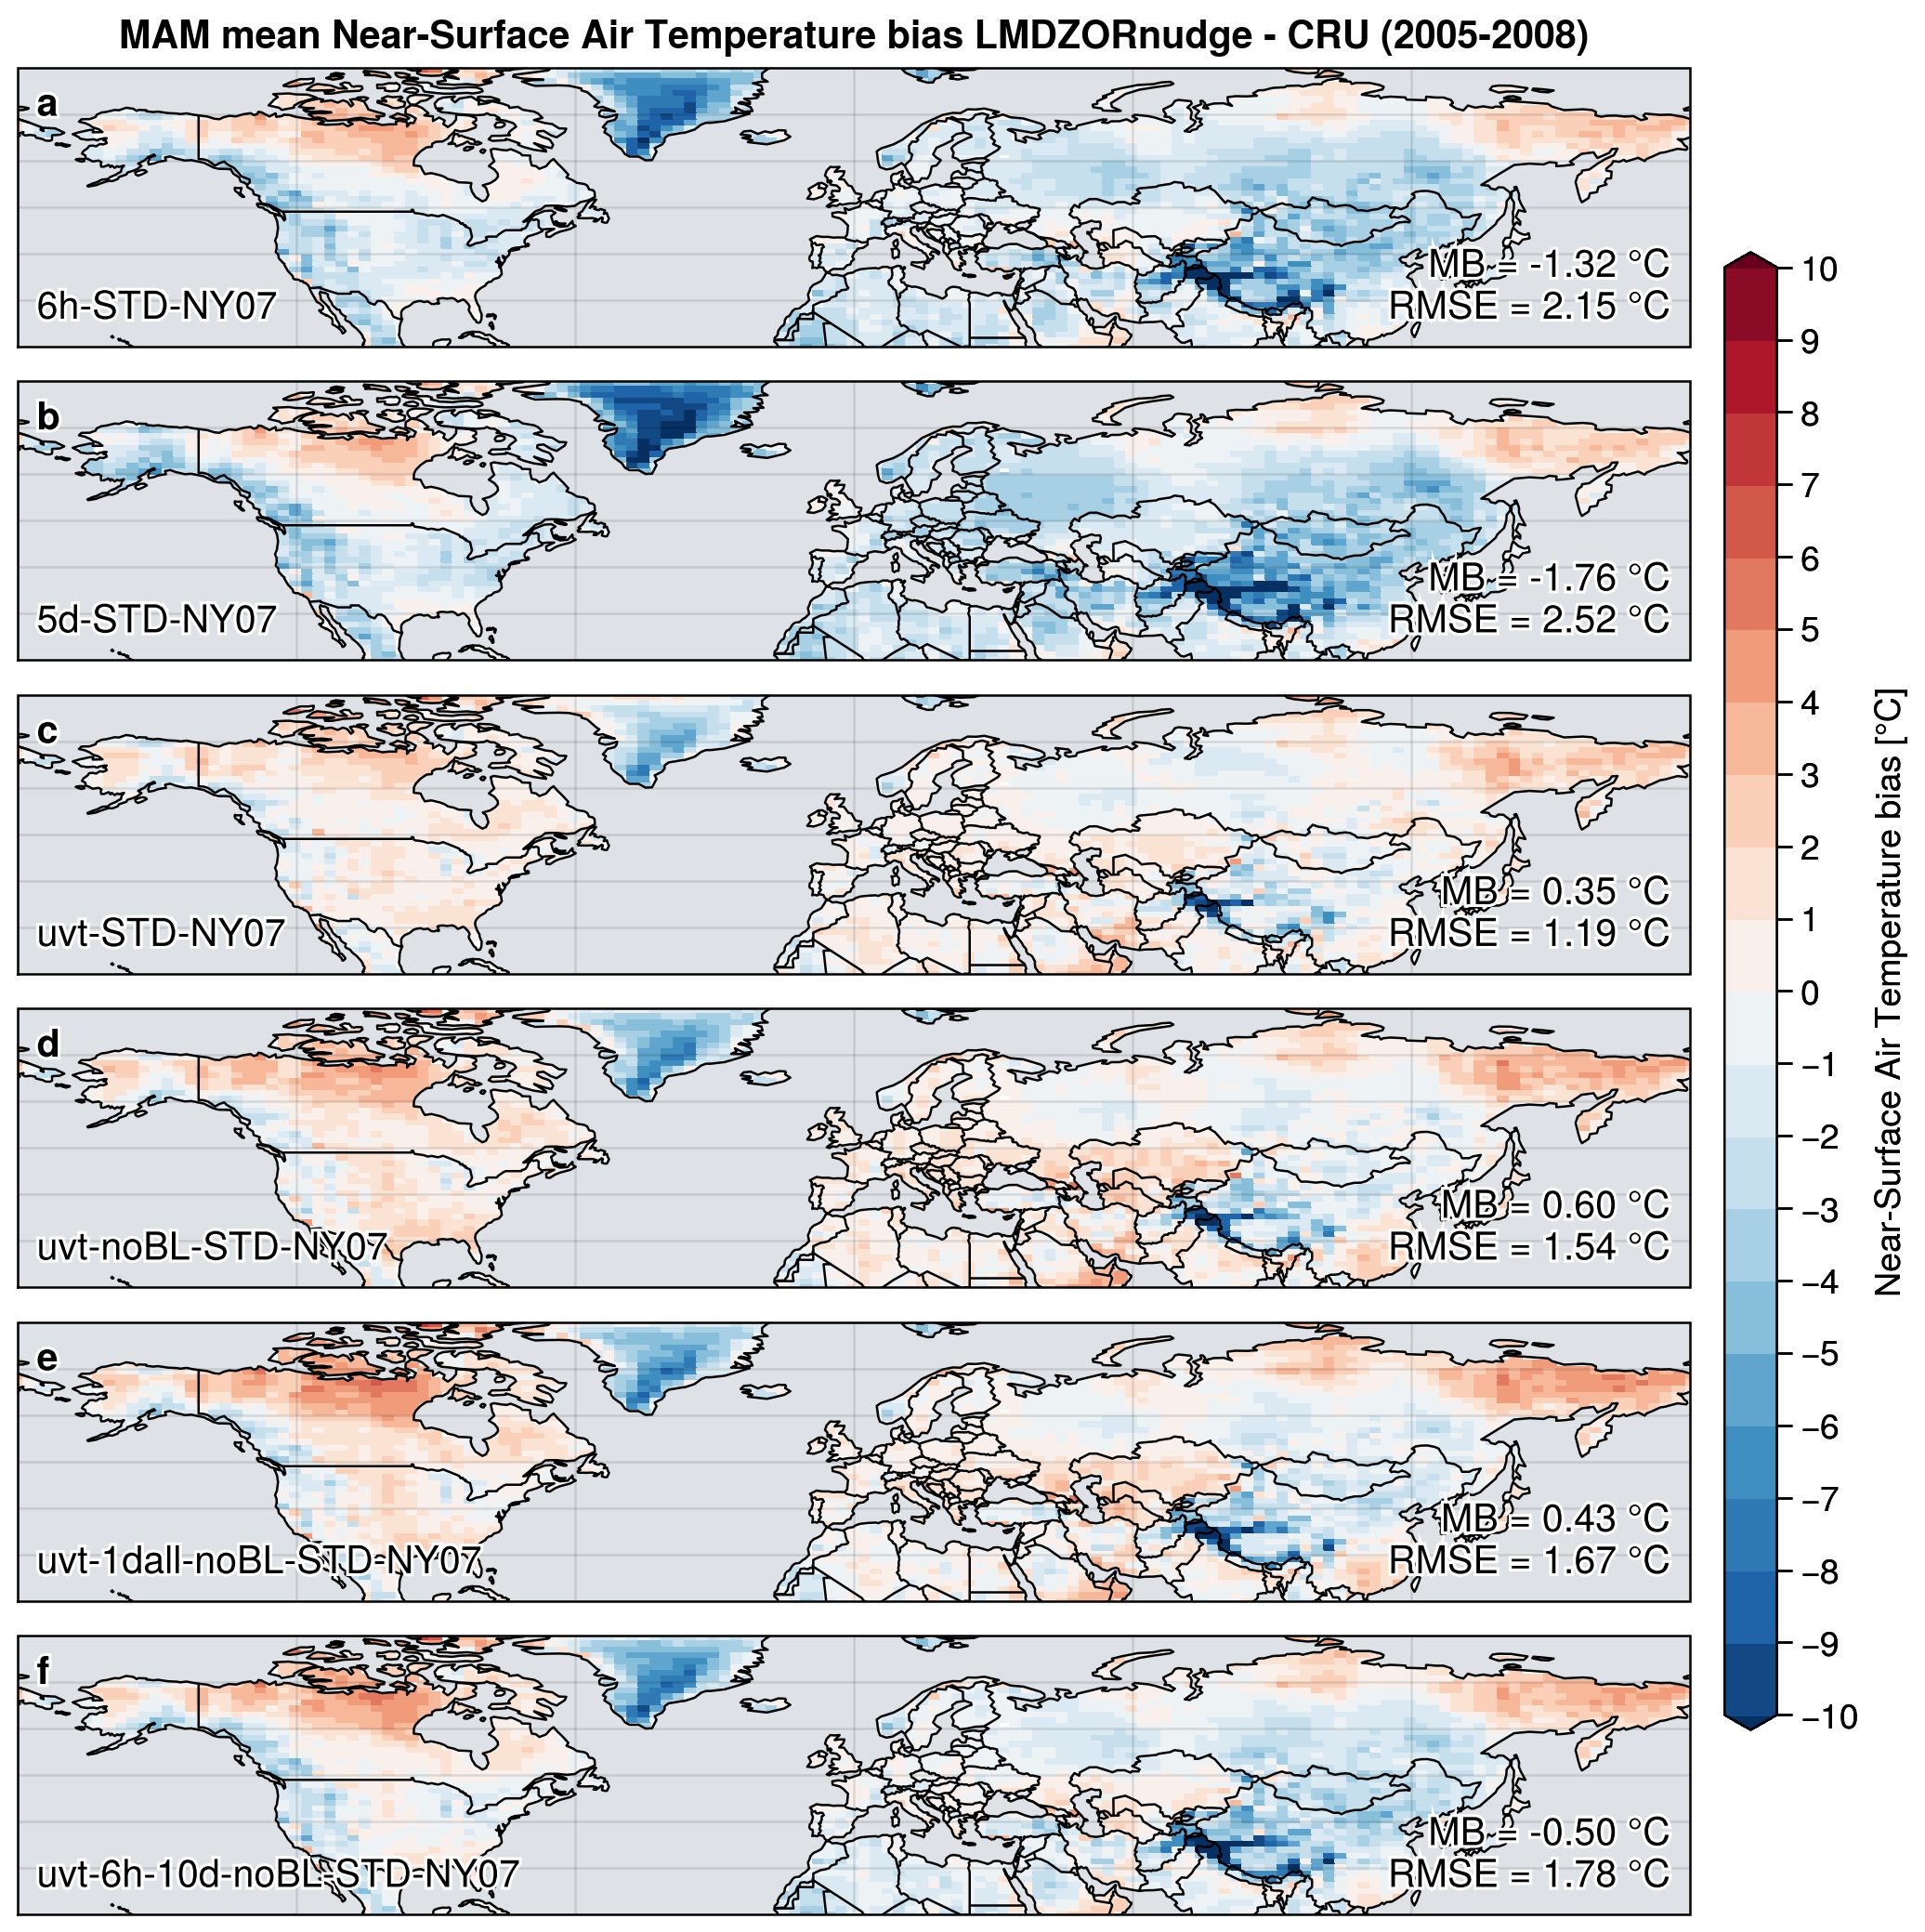 MAM mean Near-Surface Air Temperature bias LMDZORnudge - CRU (2005-2008)
a
MB = -1.32 °C
6h-STD-NY07
RMSE = 2.15 °C
b
MB = -1.76 °C
5d-STD-NY07
RMSE = 2.52 °C
c
MB = 0.35 °C
uvt-STD-NY07
RMSE = 1.19 °C
d
MB = 0.60 °C
uvt-noBL-STD-NY07
RMSE = 1.54 °C
e
MB = 0.43 °C
uvt-1dall-noBL-STD-NY07
RMSE = 1.67 °C
f
MB = -0.50 °C
uvt-6h-10d-noBL-STD-NY07
RMSE = 1.78 °C
10
9
8
7
6
5
4
3
2
1
0
−1
−2
−3
−4
−5
−6
−7
−8
−9
−10
Near-Surface Air Temperature bias [°C]